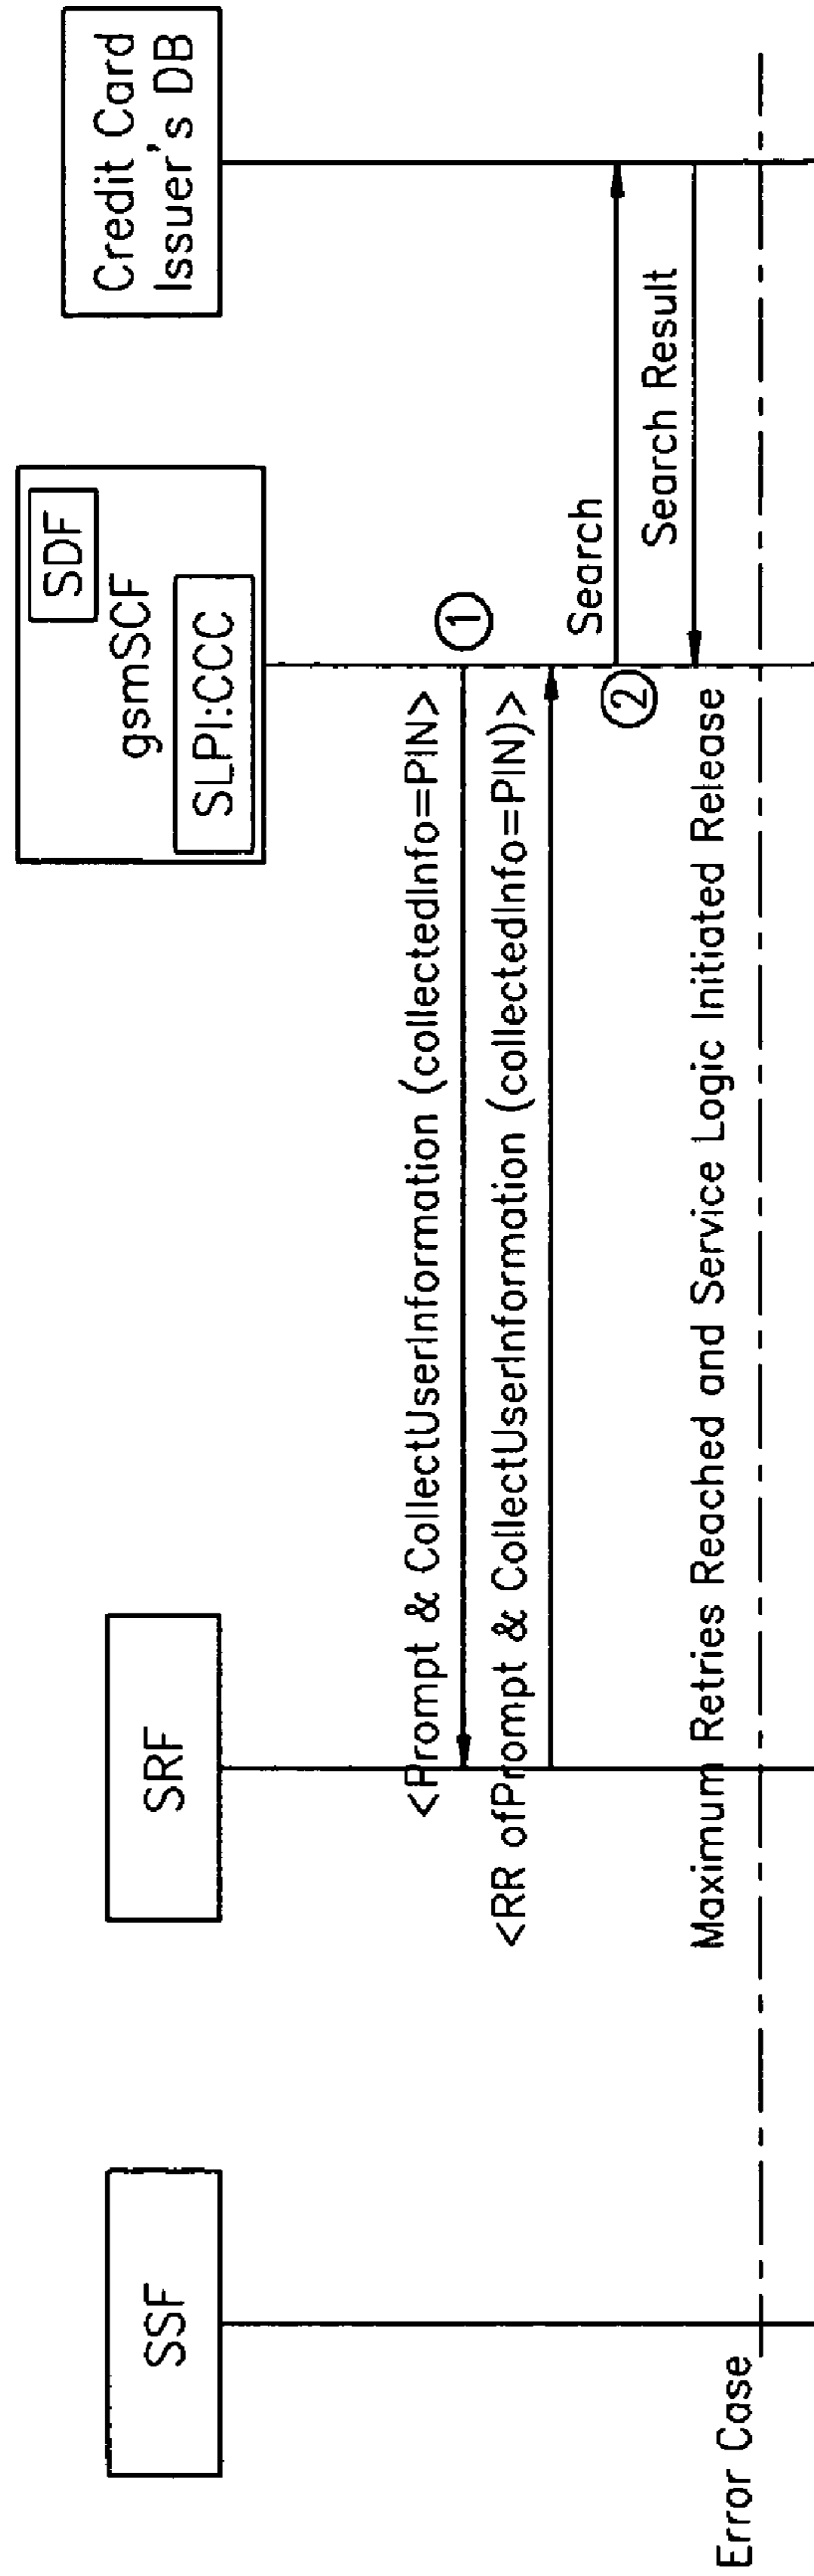 SSF
SRF
SDF
gsmSCF
SLPI:CCC
Credit Card
Issuer's DB
<Prompt & CollectUserInformation (collectedInfo=PIN>
①
<RR ofPrompt & CollectUserInformation (collectedInfo=PIN)>
Search
②
Search Result
Maximum Retries Reached and Service Logic Initiated Release
Error Case